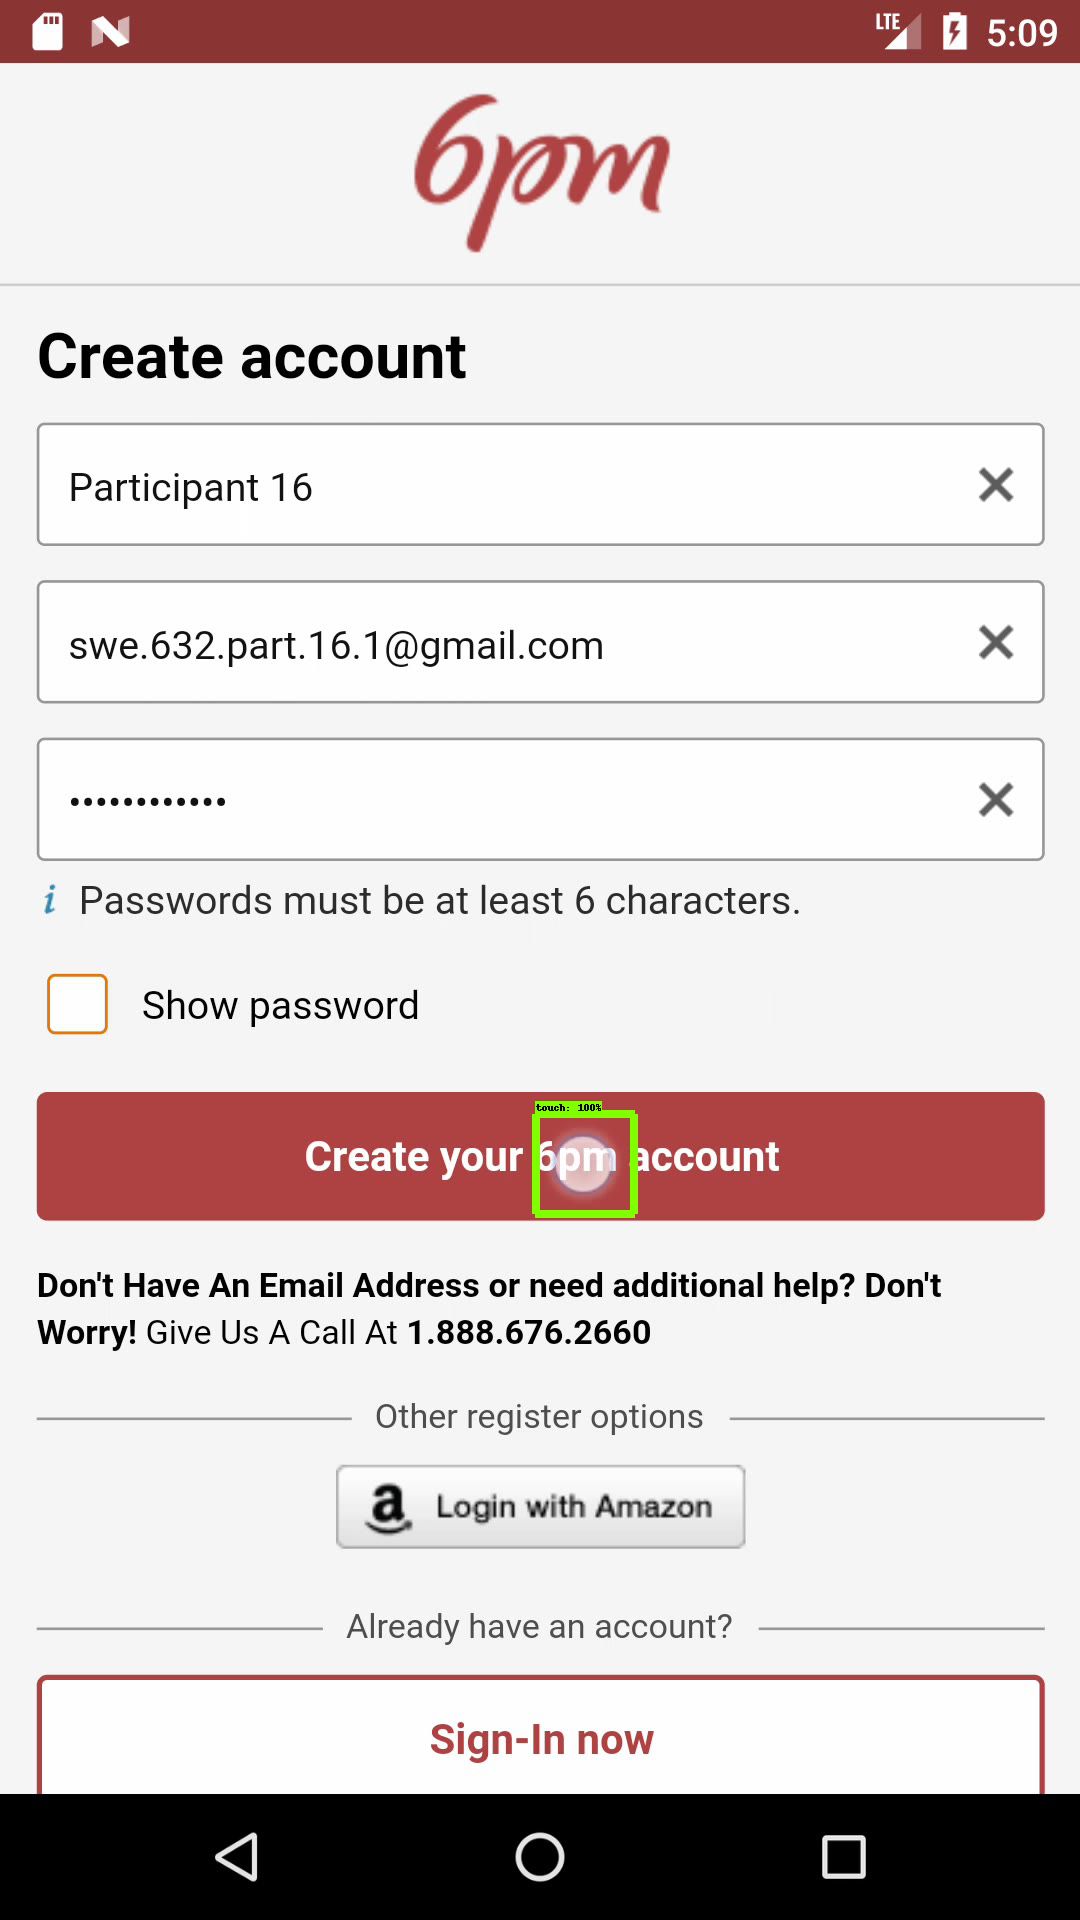 LTE 5:09
6pm
Create account
Participant 16
swe.632.part.16.1@gmail.com
••••••••••••
i Passwords must be at least 6 characters.
Show password
touch: 100%
Create your 6pm account
Don't Have An Email Address or need additional help? Don't
Worry! Give Us A Call At 1.888.676.2660
Other register options
a Login with Amazon
Already have an account?
Sign-In now